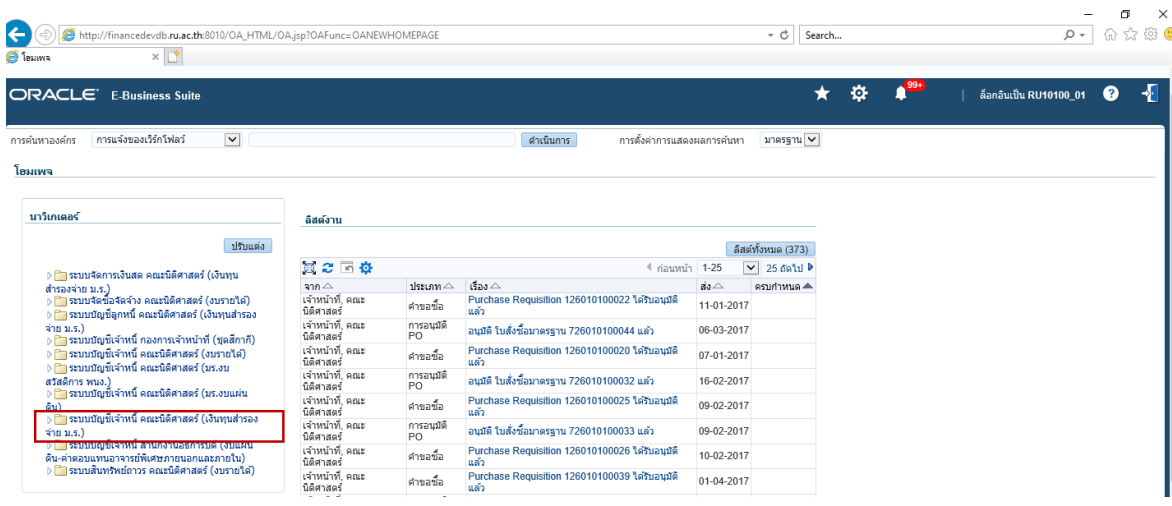 http://financedevdb.ru.ac.th:8010/OA_HTML/OA.jsp?OAFunc=OANEWHOMEPAGE
Search...
โฮมเพจ
ORACLE E-Business Suite
99+
ล็อกอินเป็น RU10100_01
การค้นหาองค์กร การแจ้งของเวิร์กโฟลว์ ดำเนินการ การตั้งค่าการแสดงผลการค้นหา มาตรฐาน
โฮมเพจ
นาวิเกเตอร์
ปรับแต่ง
ระบบจัดการเงินสด คณะนิติศาสตร์ (เงินทุน
สำรองจ่าย ม.ร.)
ระบบจัดซื้อจัดจ้าง คณะนิติศาสตร์ (งบรายได้)
ระบบบัญชีลูกหนี้ คณะนิติศาสตร์ (เงินทุนสำรอง
จ่าย ม.ร.)
ระบบบัญชีเจ้าหนี้ กองการเจ้าหน้าที่ (ชุดฎีกาก๊)
ระบบบัญชีเจ้าหนี้ คณะนิติศาสตร์ (งบรายได้)
ระบบบัญชีเจ้าหนี้ คณะนิติศาสตร์ (มร.งบ
สวัสดิการ พนง.)
ระบบบัญชีเจ้าหนี้ คณะนิติศาสตร์ (มร.งบแผ่น
ดิน)
ระบบบัญชีเจ้าหนี้ คณะนิติศาสตร์ (เงินทุนสำรอง
จ่าย ม.ร.)
ระบบบัญชีเจ้าหนี้ สำนักงานอธิการบดี (งบแผ่น
ดิน-ค่าตอบแทนอาจารย์พิเศษภายนอกและภายใน)
ระบบสินทรัพย์ถาวร คณะนิติศาสตร์ (งบรายได้)
ลิสต์งาน
ลิสต์ทั้งหมด (373)
ก่อนหน้า 1-25 25 ถัดไป
จาก ประเภท เรื่อง ส่ง ครบกำหนด
เจ้าหน้าที่, คณะนิติศาสตร์ คำขอซื้อ Purchase Requisition 126010100022 ได้รับอนุมัติแล้ว 11-01-2017
เจ้าหน้าที่, คณะนิติศาสตร์ การอนุมัติ PO อนุมัติ ใบสั่งซื้อมาตรฐาน 726010100044 แล้ว 06-03-2017
เจ้าหน้าที่, คณะนิติศาสตร์ คำขอซื้อ Purchase Requisition 126010100020 ได้รับอนุมัติแล้ว 07-01-2017
เจ้าหน้าที่, คณะนิติศาสตร์ การอนุมัติ PO อนุมัติ ใบสั่งซื้อมาตรฐาน 726010100032 แล้ว 16-02-2017
เจ้าหน้าที่, คณะนิติศาสตร์ คำขอซื้อ Purchase Requisition 126010100025 ได้รับอนุมัติแล้ว 09-02-2017
เจ้าหน้าที่, คณะนิติศาสตร์ การอนุมัติ PO อนุมัติ ใบสั่งซื้อมาตรฐาน 726010100033 แล้ว 09-02-2017
เจ้าหน้าที่, คณะนิติศาสตร์ คำขอซื้อ Purchase Requisition 126010100026 ได้รับอนุมัติแล้ว 10-02-2017
เจ้าหน้าที่, คณะนิติศาสตร์ คำขอซื้อ Purchase Requisition 126010100039 ได้รับอนุมัติแล้ว 01-04-2017